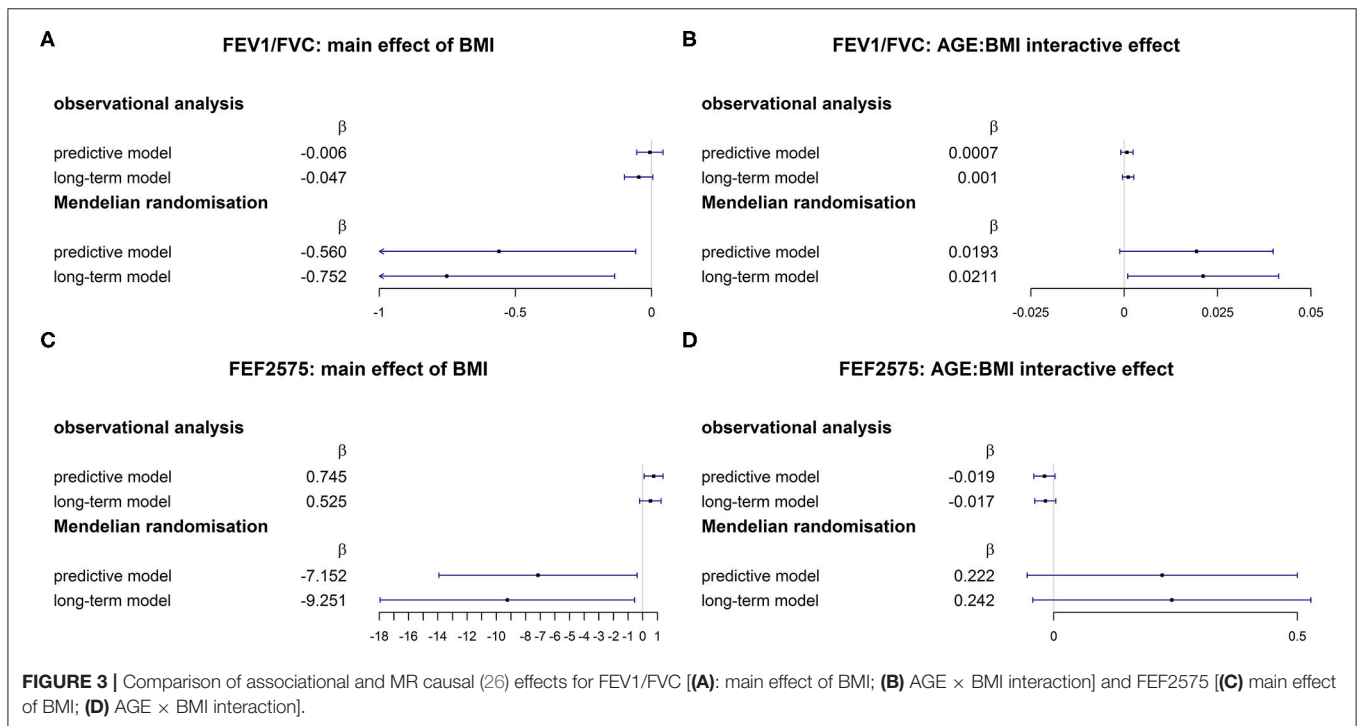 A
FEV1/FVC: main effect of BMI
observational analysis
β
predictive model -0.006
long-term model -0.047
Mendelian randomisation
β
predictive model -0.560
long-term model -0.752
-1 -0.5 0
B
FEV1/FVC: AGE:BMI interactive effect
observational analysis
β
predictive model 0.0007
long-term model 0.001
Mendelian randomisation
β
predictive model 0.0193
long-term model 0.0211
-0.025 0 0.025 0.05
C
FEF2575: main effect of BMI
observational analysis
β
predictive model 0.745
long-term model 0.525
Mendelian randomisation
β
predictive model -7.152
long-term model -9.251
-18 -16 -14 -12 -10 -8 -7 -6 -5 -4 -3 -2 -1 0 1
D
FEF2575: AGE:BMI interactive effect
observational analysis
β
predictive model -0.019
long-term model -0.017
Mendelian randomisation
β
predictive model 0.222
long-term model 0.242
0 0.5
FIGURE 3 | Comparison of associational and MR causal (26) effects for FEV1/FVC [(A): main effect of BMI; (B) AGE × BMI interaction] and FEF2575 [(C) main effect
of BMI; (D) AGE × BMI interaction].